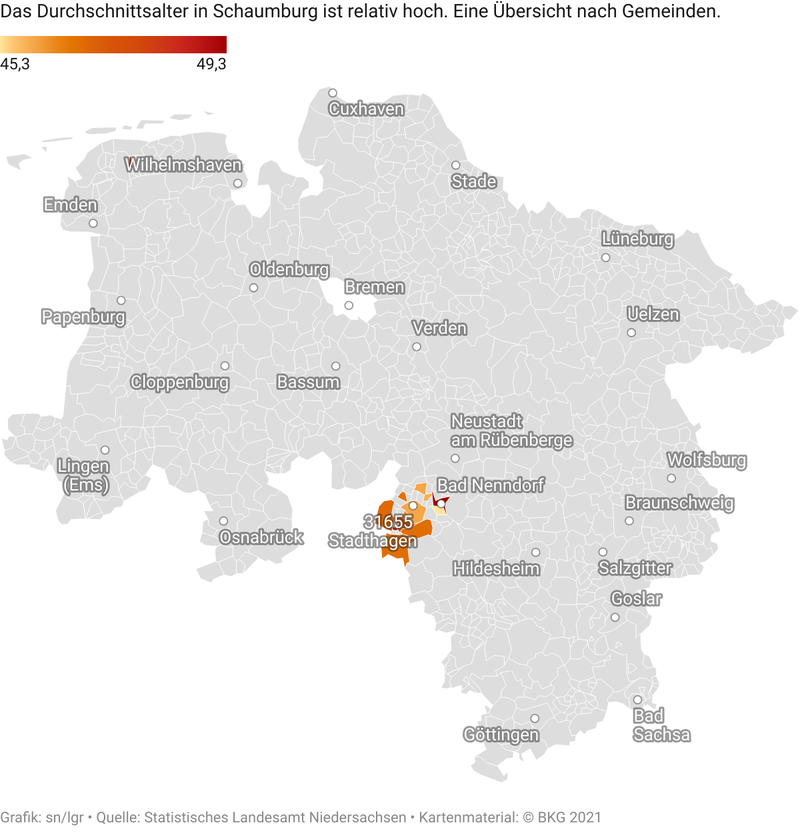 Das Durchschnittsalter in Schaumburg ist relativ hoch. Eine Übersicht nach Gemeinden.
45,3
49,3
Cuxhaven
Wilhelmshaven
Stade
Emden
Lüneburg
Oldenburg
Bremen
Papenburg
Uelzen
Verden
Cloppenburg
Bassum
Neustadt
am Rübenberge
Lingen
(Ems)
Wolfsburg
Bad Nenndorf
Braunschweig
31655
Stadthagen
Osnabrück
Hildesheim
Salzgitter
Goslar
Göttingen
Bad
Sachsa
Grafik: sn/lgr • Quelle: Statistisches Landesamt Niedersachsen • Kartenmaterial: © BKG 2021